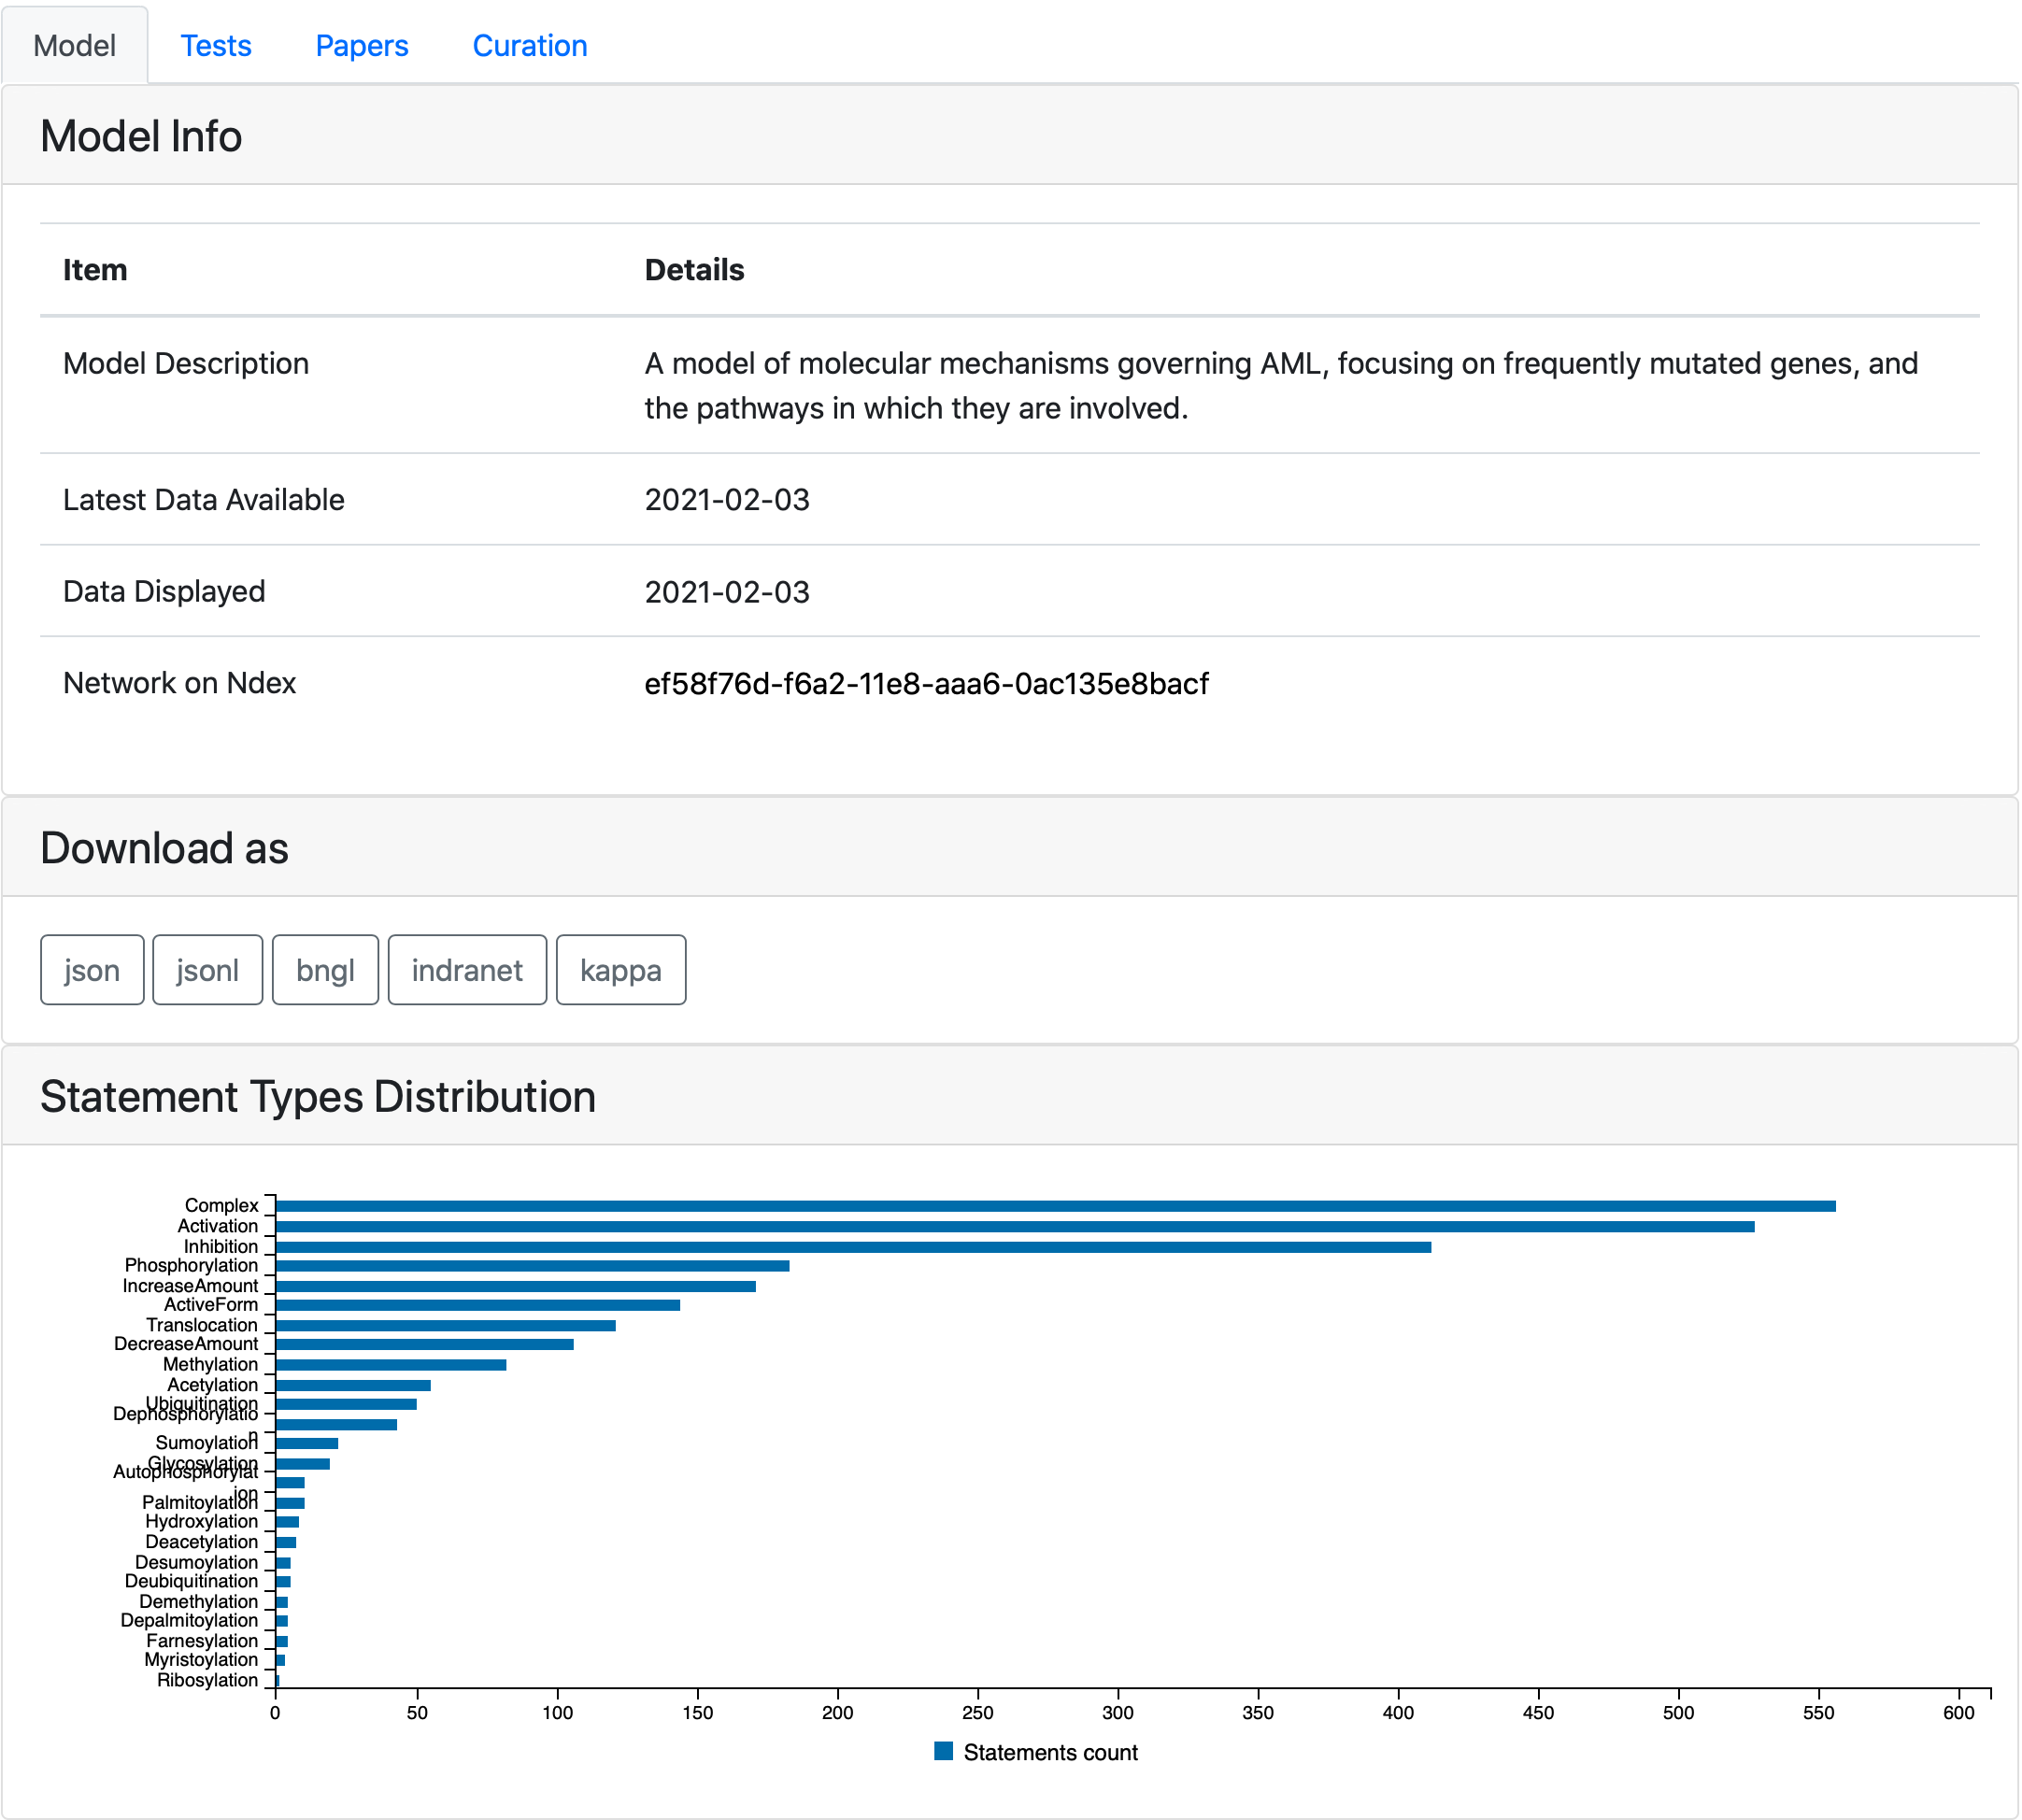 Model Tests Papers Curation
Model Info
Item Details
Model Description A model of molecular mechanisms governing AML, focusing on frequently mutated genes, and
the pathways in which they are involved.
Latest Data Available 2021-02-03
Data Displayed 2021-02-03
Network on Ndex ef58f76d-f6a2-11e8-aaa6-0ac135e8bacf
Download as
json jsonl bngl indranet kappa
Statement Types Distribution
Complex
Activation
Inhibition
Phosphorylation
IncreaseAmount
ActiveForm
Translocation
DecreaseAmount
Methylation
Acetylation
Ubiquitination
Dephosphorylatio
n
Sumoylation
Glycosylation
Autophosphorylat
ion
Palmitoylation
Hydroxylation
Deacetylation
Desumoylation
Deubiquitination
Demethylation
Depalmitoylation
Farnesylation
Myristoylation
Ribosylation
0 50 100 150 200 250 300 350 400 450 500 550 600
Statements count